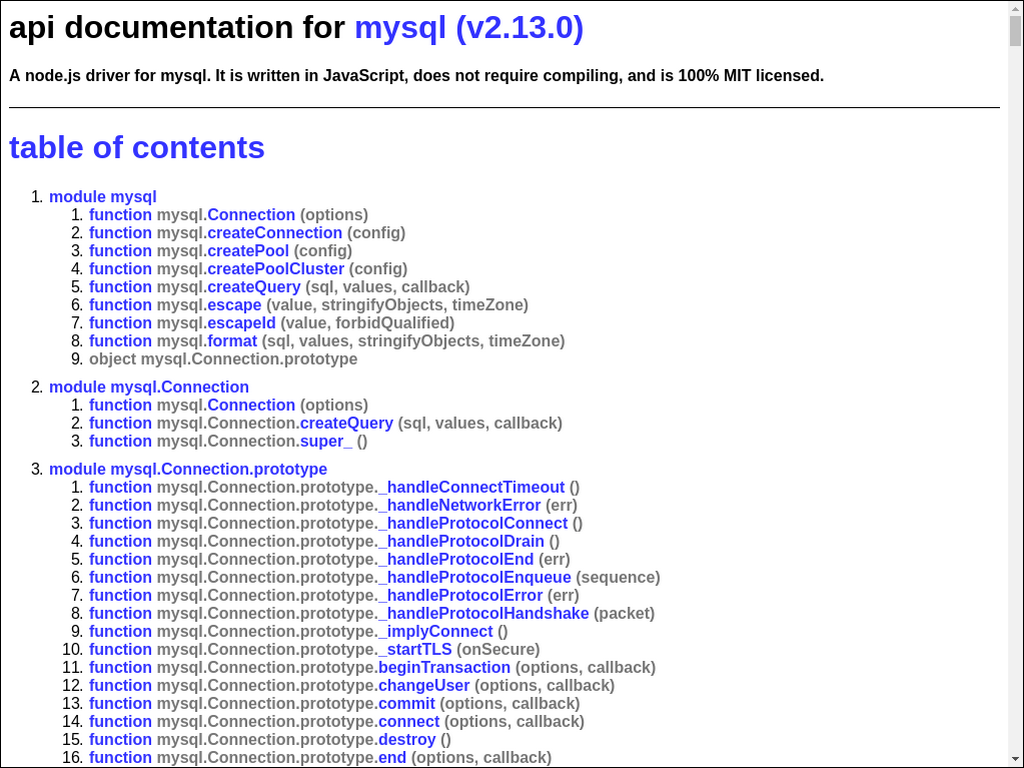 api documentation for mysql (v2.13.0)
A node.js driver for mysql. It is written in JavaScript, does not require compiling, and is 100% MIT licensed.
table of contents
1. module mysql
1. function mysql.Connection (options)
2. function mysql.createConnection (config)
3. function mysql.createPool (config)
4. function mysql.createPoolCluster (config)
5. function mysql.createQuery (sql, values, callback)
6. function mysql.escape (value, stringifyObjects, timeZone)
7. function mysql.escapeId (value, forbidQualified)
8. function mysql.format (sql, values, stringifyObjects, timeZone)
9. object mysql.Connection.prototype
2. module mysql.Connection
1. function mysql.Connection (options)
2. function mysql.Connection.createQuery (sql, values, callback)
3. function mysql.Connection.super_ ()
3. module mysql.Connection.prototype
1. function mysql.Connection.prototype._handleConnectTimeout ()
2. function mysql.Connection.prototype._handleNetworkError (err)
3. function mysql.Connection.prototype._handleProtocolConnect ()
4. function mysql.Connection.prototype._handleProtocolDrain ()
5. function mysql.Connection.prototype._handleProtocolEnd (err)
6. function mysql.Connection.prototype._handleProtocolEnqueue (sequence)
7. function mysql.Connection.prototype._handleProtocolError (err)
8. function mysql.Connection.prototype._handleProtocolHandshake (packet)
9. function mysql.Connection.prototype._implyConnect ()
10. function mysql.Connection.prototype._startTLS (onSecure)
11. function mysql.Connection.prototype.beginTransaction (options, callback)
12. function mysql.Connection.prototype.changeUser (options, callback)
13. function mysql.Connection.prototype.commit (options, callback)
14. function mysql.Connection.prototype.connect (options, callback)
15. function mysql.Connection.prototype.destroy ()
16. function mysql.Connection.prototype.end (options, callback)